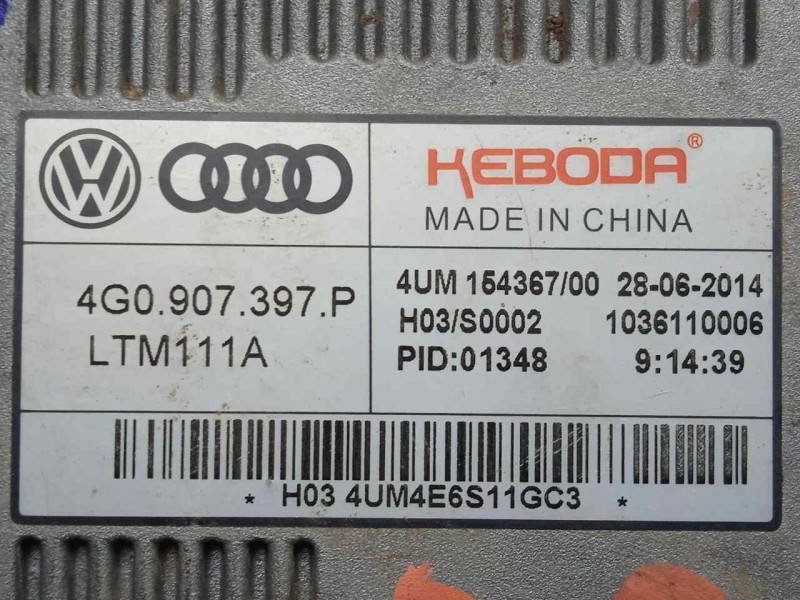 KEBODA®
MADE IN CHINA
4G0.907.397.P
LTM111A
4UM 154367/00 28-06-2014
H03/S0002 1036110006
PID:01348 9:14:39
* H03 4UM4E6S11GC3 *